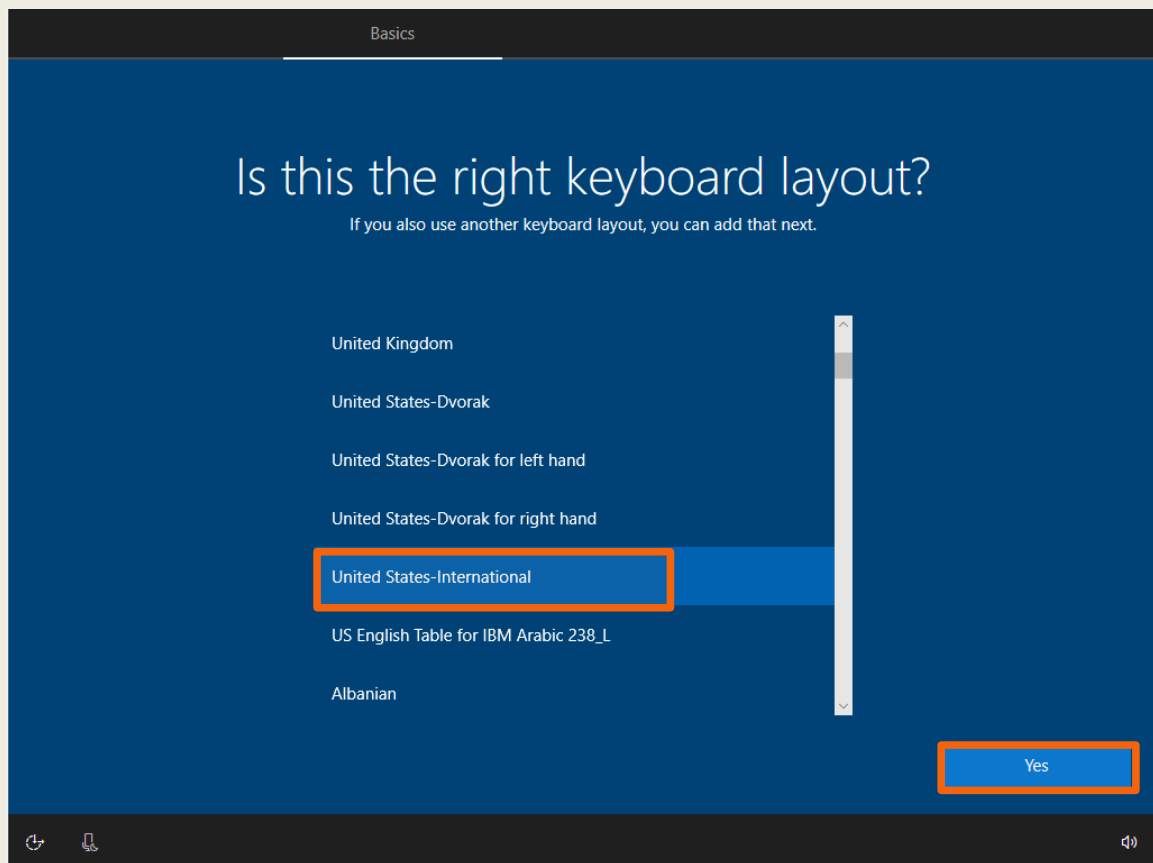 Basics
Is this the right keyboard layout?
If you also use another keyboard layout, you can add that next.
United Kingdom
United States-Dvorak
United States-Dvorak for left hand
United States-Dvorak for right hand
United States-International
US English Table for IBM Arabic 238_L
Albanian
Yes